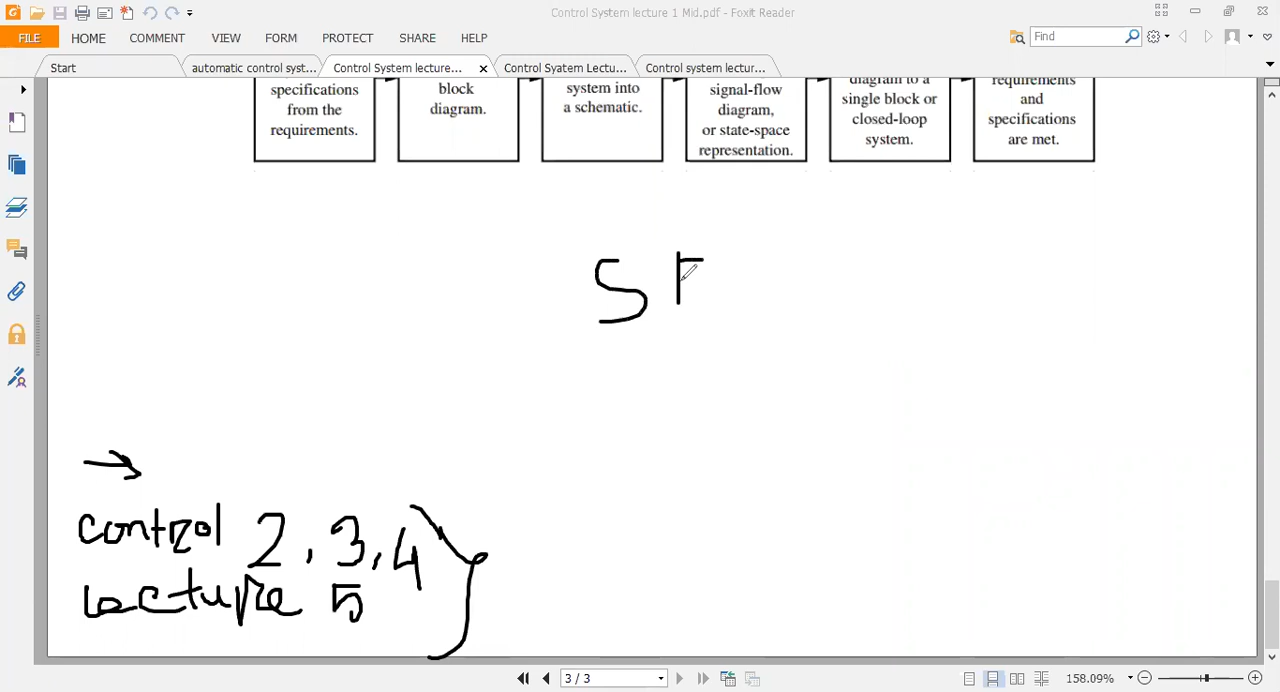 Control System lecture 1 Mid.pdf - Foxit Reader
FILE HOME COMMENT VIEW FORM PROTECT SHARE HELP Find
Start automatic control syst... Control System lecture... Control Syatem Lectu... Control system lectur...
specifications
from the
requirements.
block
diagram.
system into
a schematic.
signal-flow
diagram,
or state-space
representation.
diagram to a
single block or
closed-loop
system.
requirements
and
specifications
are met.
S F
control 2, 3, 4
lecture 5
3 / 3 158.09%